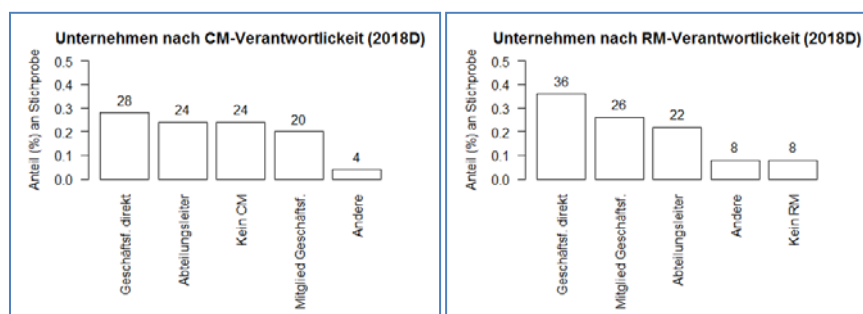 Unternehmen nach CM-Verantwortlickeit (2018D)
Anteil (%) an Stichprobe
0.5
0.4
0.3
0.2
0.1
0.0
28
24
24
20
4
Geschäftsf. direkt
Abteilungsleiter
Kein CM
Mitglied Geschäftsf.
Andere
Unternehmen nach RM-Verantwortlickeit (2018D)
Anteil (%) an Stichprobe
0.5
0.4
0.3
0.2
0.1
0.0
36
26
22
8
8
Geschäftsf. direkt
Mitglied Geschäftsf.
Abteilungsleiter
Andere
Kein RM